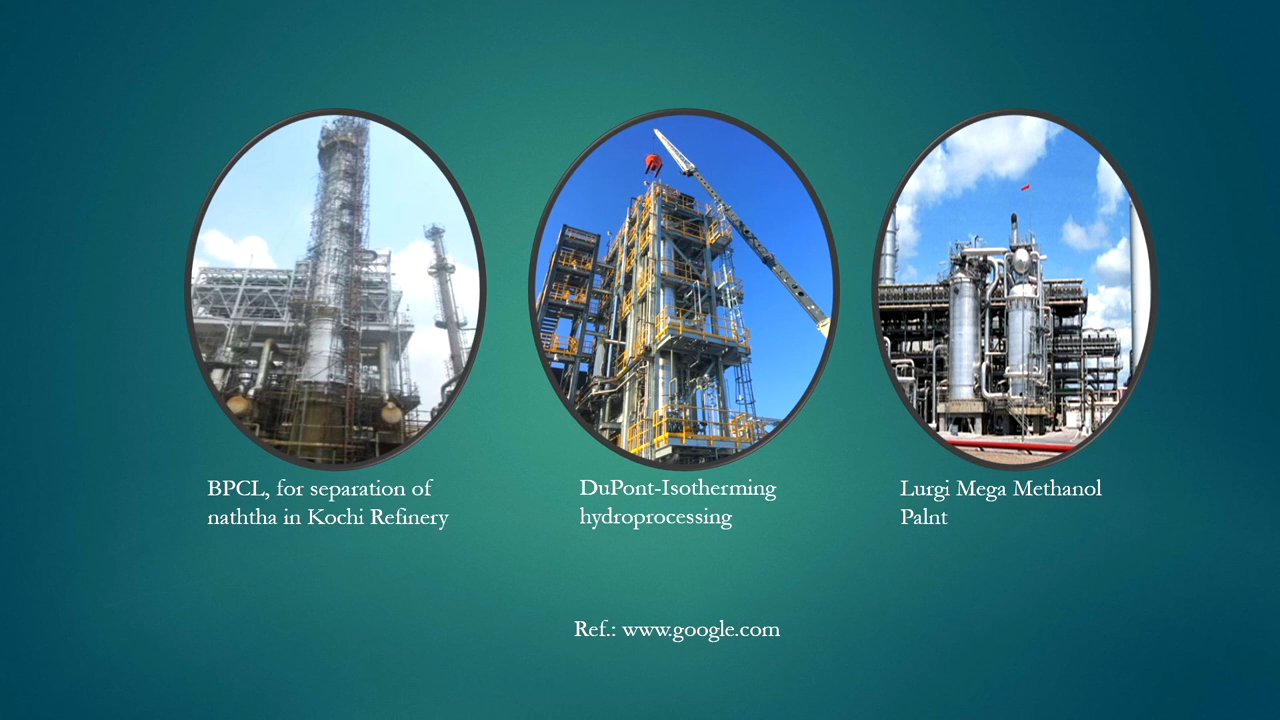 BPCL, for separation of
naththa in Kochi Refinery
DuPont-Isotherming
hydroprocessing
Lurgi Mega Methanol
Palnt
Ref.: www.google.com